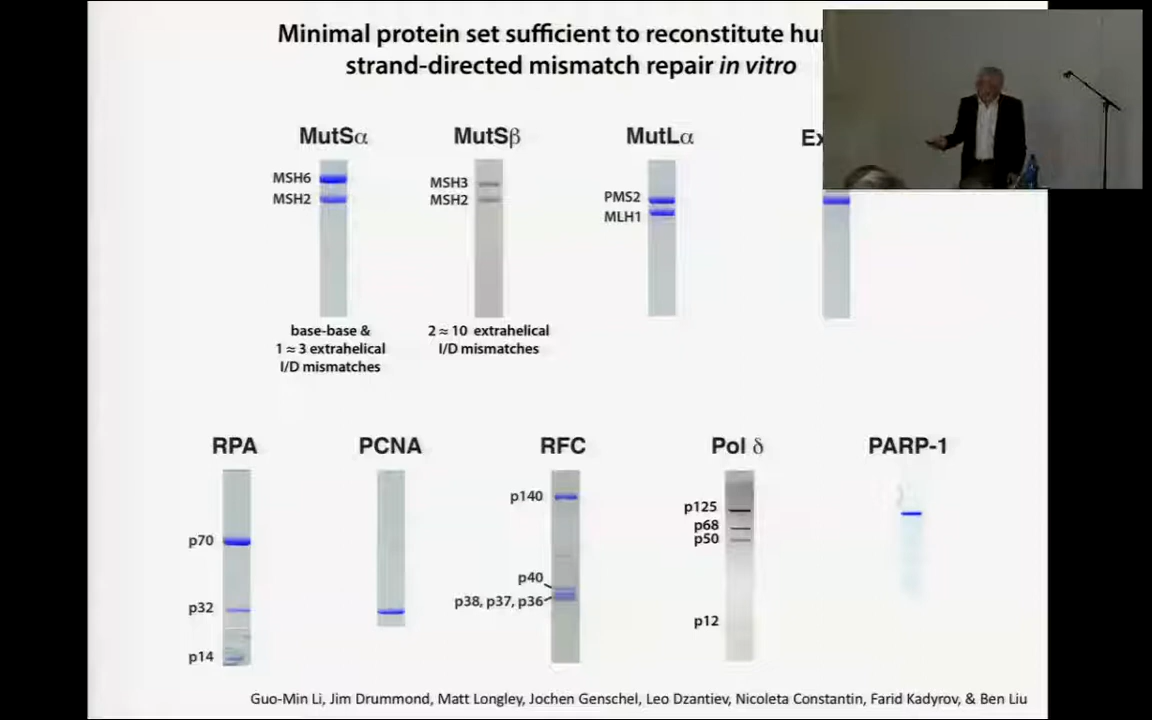 Minimal protein set sufficient to reconstitute
strand-directed mismatch repair in vitro
MutSα
MutSβ
MutLα
MSH6
MSH2
MSH3
MSH2
PMS2
MLH1
base-base &
1 ≈ 3 extrahelical
I/D mismatches
2 ≈ 10 extrahelical
I/D mismatches
RPA
PCNA
RFC
Pol δ
PARP-1
p70
p32
p14
p140
p40
p38, p37, p36
p125
p68
p50
p12
Guo-Min Li, Jim Drummond, Matt Longley, Jochen Genschel, Leo Dzantiev, Nicoleta Constantin, Farid Kadyrov, & Ben Liu